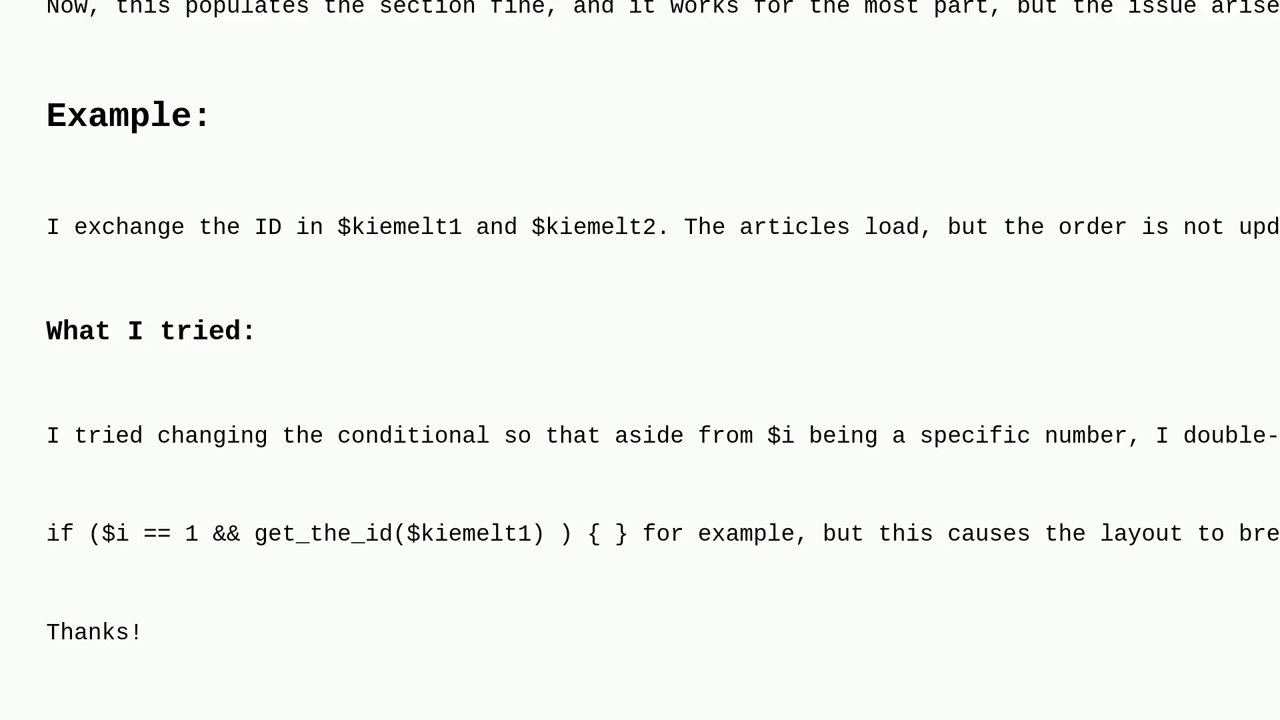 Now, this populates the section fine, and it works for the most part, but the issue arise
Example:
I exchange the ID in $kiemelt1 and $kiemelt2. The articles load, but the order is not upd
What I tried:
I tried changing the conditional so that aside from $i being a specific number, I double-
if ($i == 1 && get_the_id($kiemelt1) ) { } for example, but this causes the layout to bre
Thanks!